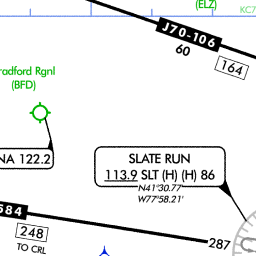 (ELZ)
KC7
J70-106
60
164
radford Rgnl
(BFD)
NA 122.2
SLATE RUN
113.9 SLT (H) (H) 86
N41°30.77'
W77°58.21'
584
248
TO CRL
287